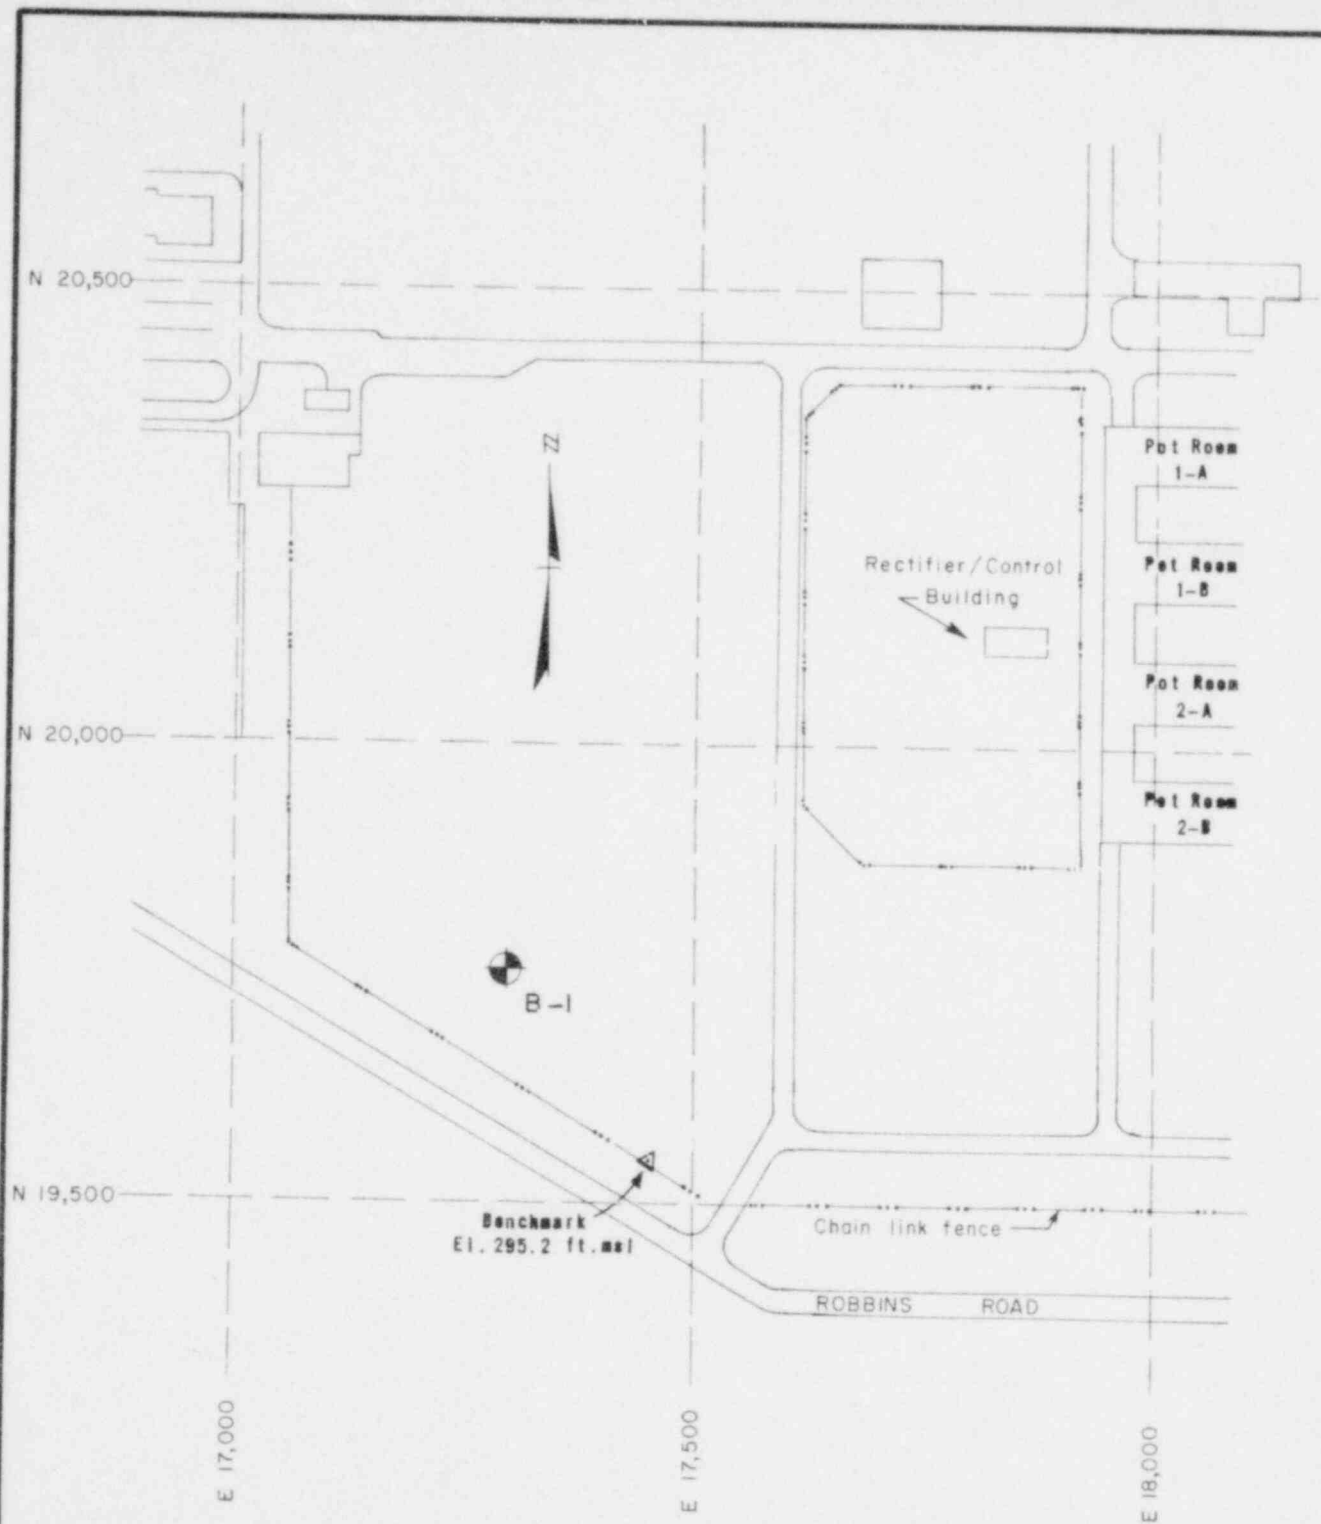 N 20,500
Pot Room
1-A
Rectifier/Control
Building
Pot Room
1-B
Pot Room
2-A
N 20,000
Pot Room
2-B
B-1
N 19,500
Benchmark
El. 295.2 ft.msl
Chain link fence
ROBBINS ROAD
E 17,000
E 17,500
E 18,000